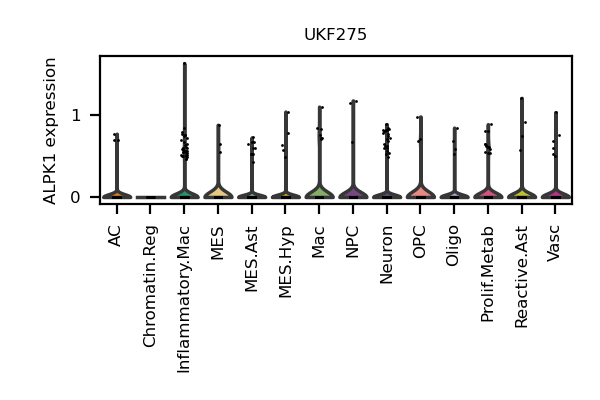 UKF275
ALPK1 expression
1
0
AC
Chromatin.Reg
Inflammatory.Mac
MES
MES.Ast
MES.Hyp
Mac
NPC
Neuron
OPC
Oligo
Prolif.Metab
Reactive.Ast
Vasc